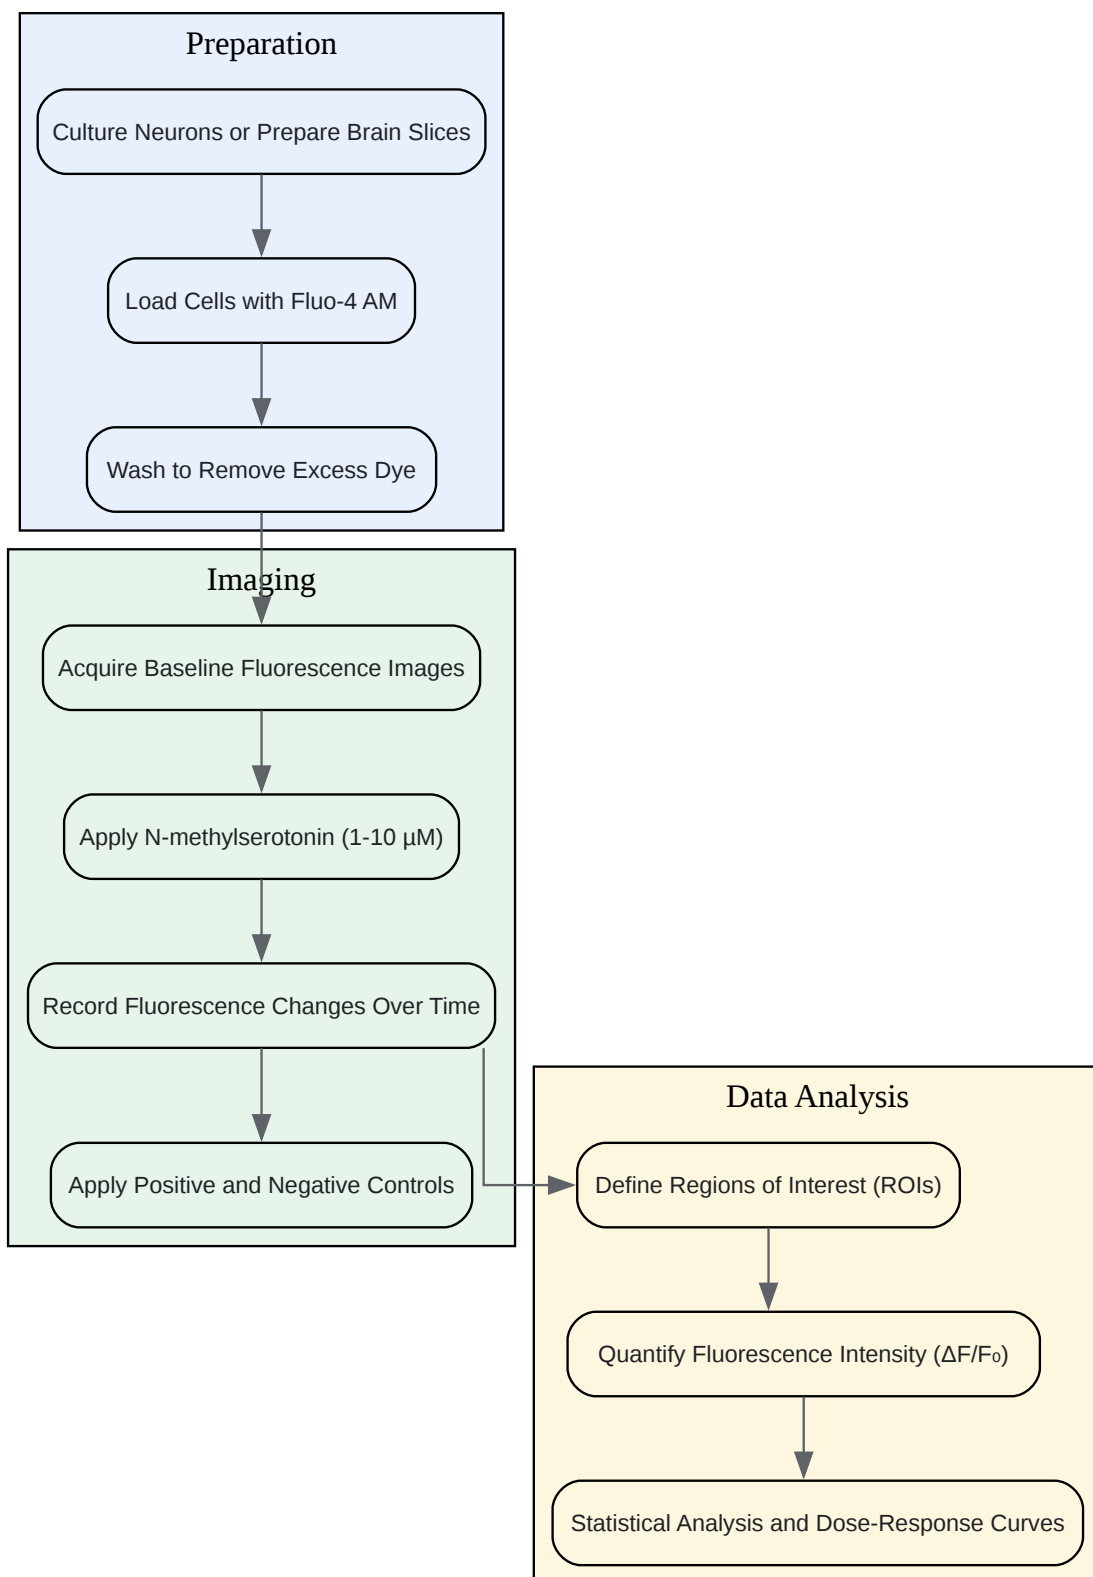 Preparation
Culture Neurons or Prepare Brain Slices
Load Cells with Fluo-4 AM
Wash to Remove Excess Dye
Imaging
Acquire Baseline Fluorescence Images
Apply N-methylserotonin (1-10 µM)
Record Fluorescence Changes Over Time
Apply Positive and Negative Controls
Data Analysis
Define Regions of Interest (ROIs)
Quantify Fluorescence Intensity (ΔF/F₀)
Statistical Analysis and Dose-Response Curves